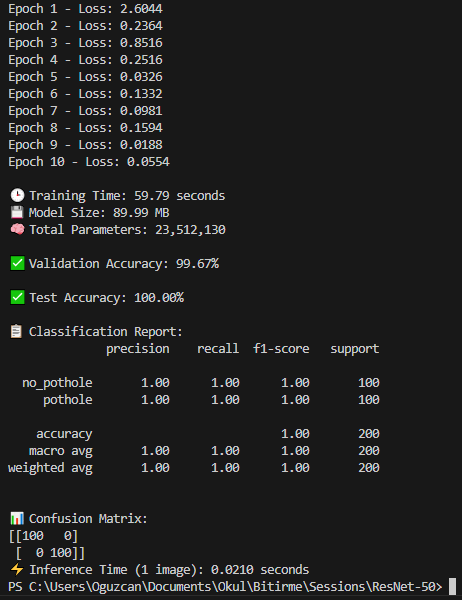 Epoch 1 - Loss: 2.6044
Epoch 2 - Loss: 0.2364
Epoch 3 - Loss: 0.8516
Epoch 4 - Loss: 0.2516
Epoch 5 - Loss: 0.0326
Epoch 6 - Loss: 0.1332
Epoch 7 - Loss: 0.0981
Epoch 8 - Loss: 0.1594
Epoch 9 - Loss: 0.0188
Epoch 10 - Loss: 0.0554
🕒 Training Time: 59.79 seconds
💾 Model Size: 89.99 MB
🧠 Total Parameters: 23,512,130
✅ Validation Accuracy: 99.67%
✅ Test Accuracy: 100.00%
📋 Classification Report:
precision recall f1-score support
no_pothole 1.00 1.00 1.00 100
pothole 1.00 1.00 1.00 100
accuracy 1.00 200
macro avg 1.00 1.00 1.00 200
weighted avg 1.00 1.00 1.00 200
📊 Confusion Matrix:
[[100 0]
[ 0 100]]
⚡ Inference Time (1 image): 0.0210 seconds
PS C:\Users\Oguzcan\Documents\Okul\Bitirme\Sessions\ResNet-50>